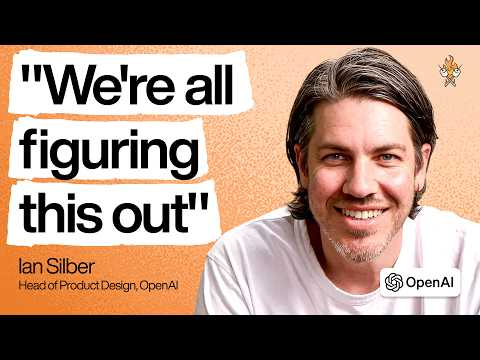 "We're all
figuring
this out"
Ian Silber
Head of Product Design, OpenAI
OpenAI